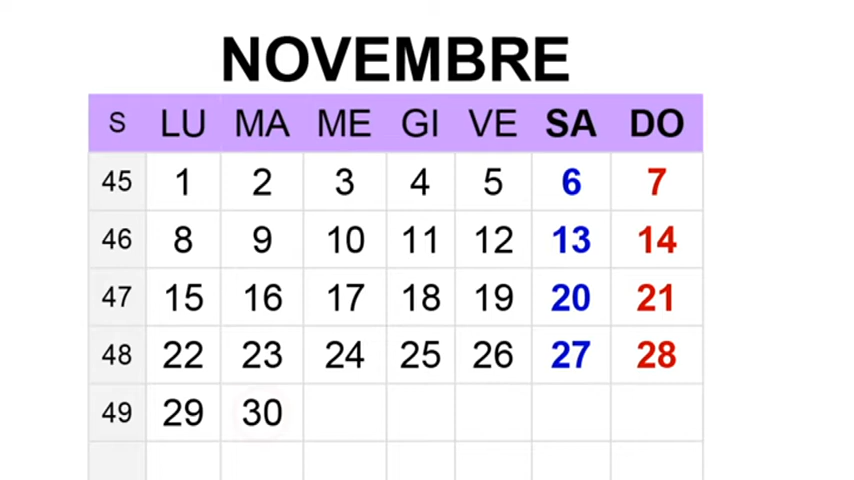 NOVEMBRE
S LU MA ME GI VE SA DO
45 1 2 3 4 5 6 7
46 8 9 10 11 12 13 14
47 15 16 17 18 19 20 21
48 22 23 24 25 26 27 28
49 29 30